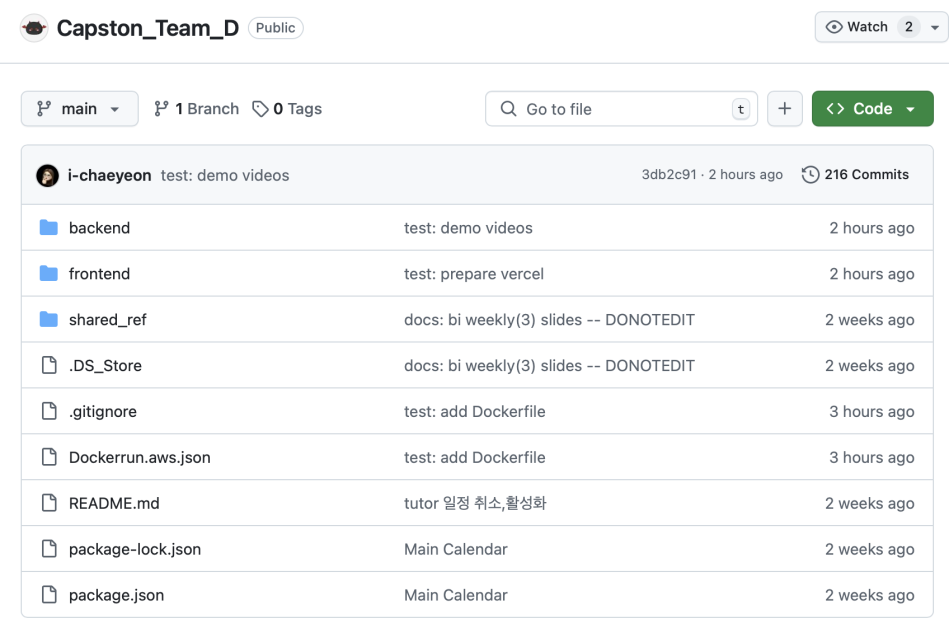 Capston_Team_D Public Watch 2
main 1 Branch 0 Tags Go to file t + <> Code
i-chaeyeon test: demo videos 3db2c91 · 2 hours ago 216 Commits
backend test: demo videos 2 hours ago
frontend test: prepare vercel 2 hours ago
shared_ref docs: bi weekly(3) slides -- DONOTEDIT 2 weeks ago
.DS_Store docs: bi weekly(3) slides -- DONOTEDIT 2 weeks ago
.gitignore test: add Dockerfile 3 hours ago
Dockerrun.aws.json test: add Dockerfile 3 hours ago
README.md tutor 일정 취소,활성화 2 weeks ago
package-lock.json Main Calendar 2 weeks ago
package.json Main Calendar 2 weeks ago